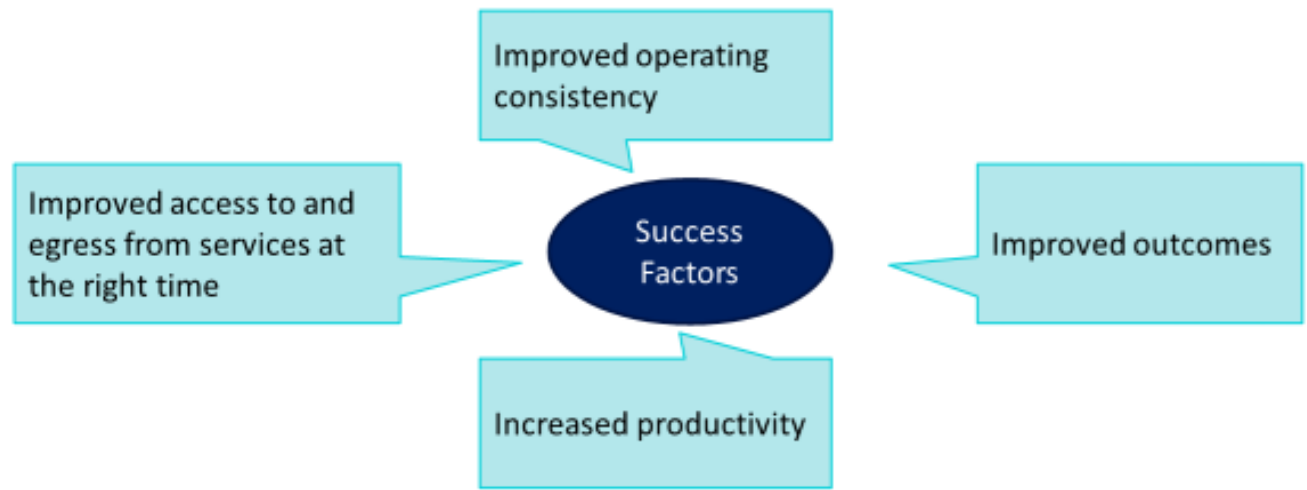 Improved operating
consistency
Improved access to and
egress from services at
the right time
Success
Factors
Improved outcomes
Increased productivity